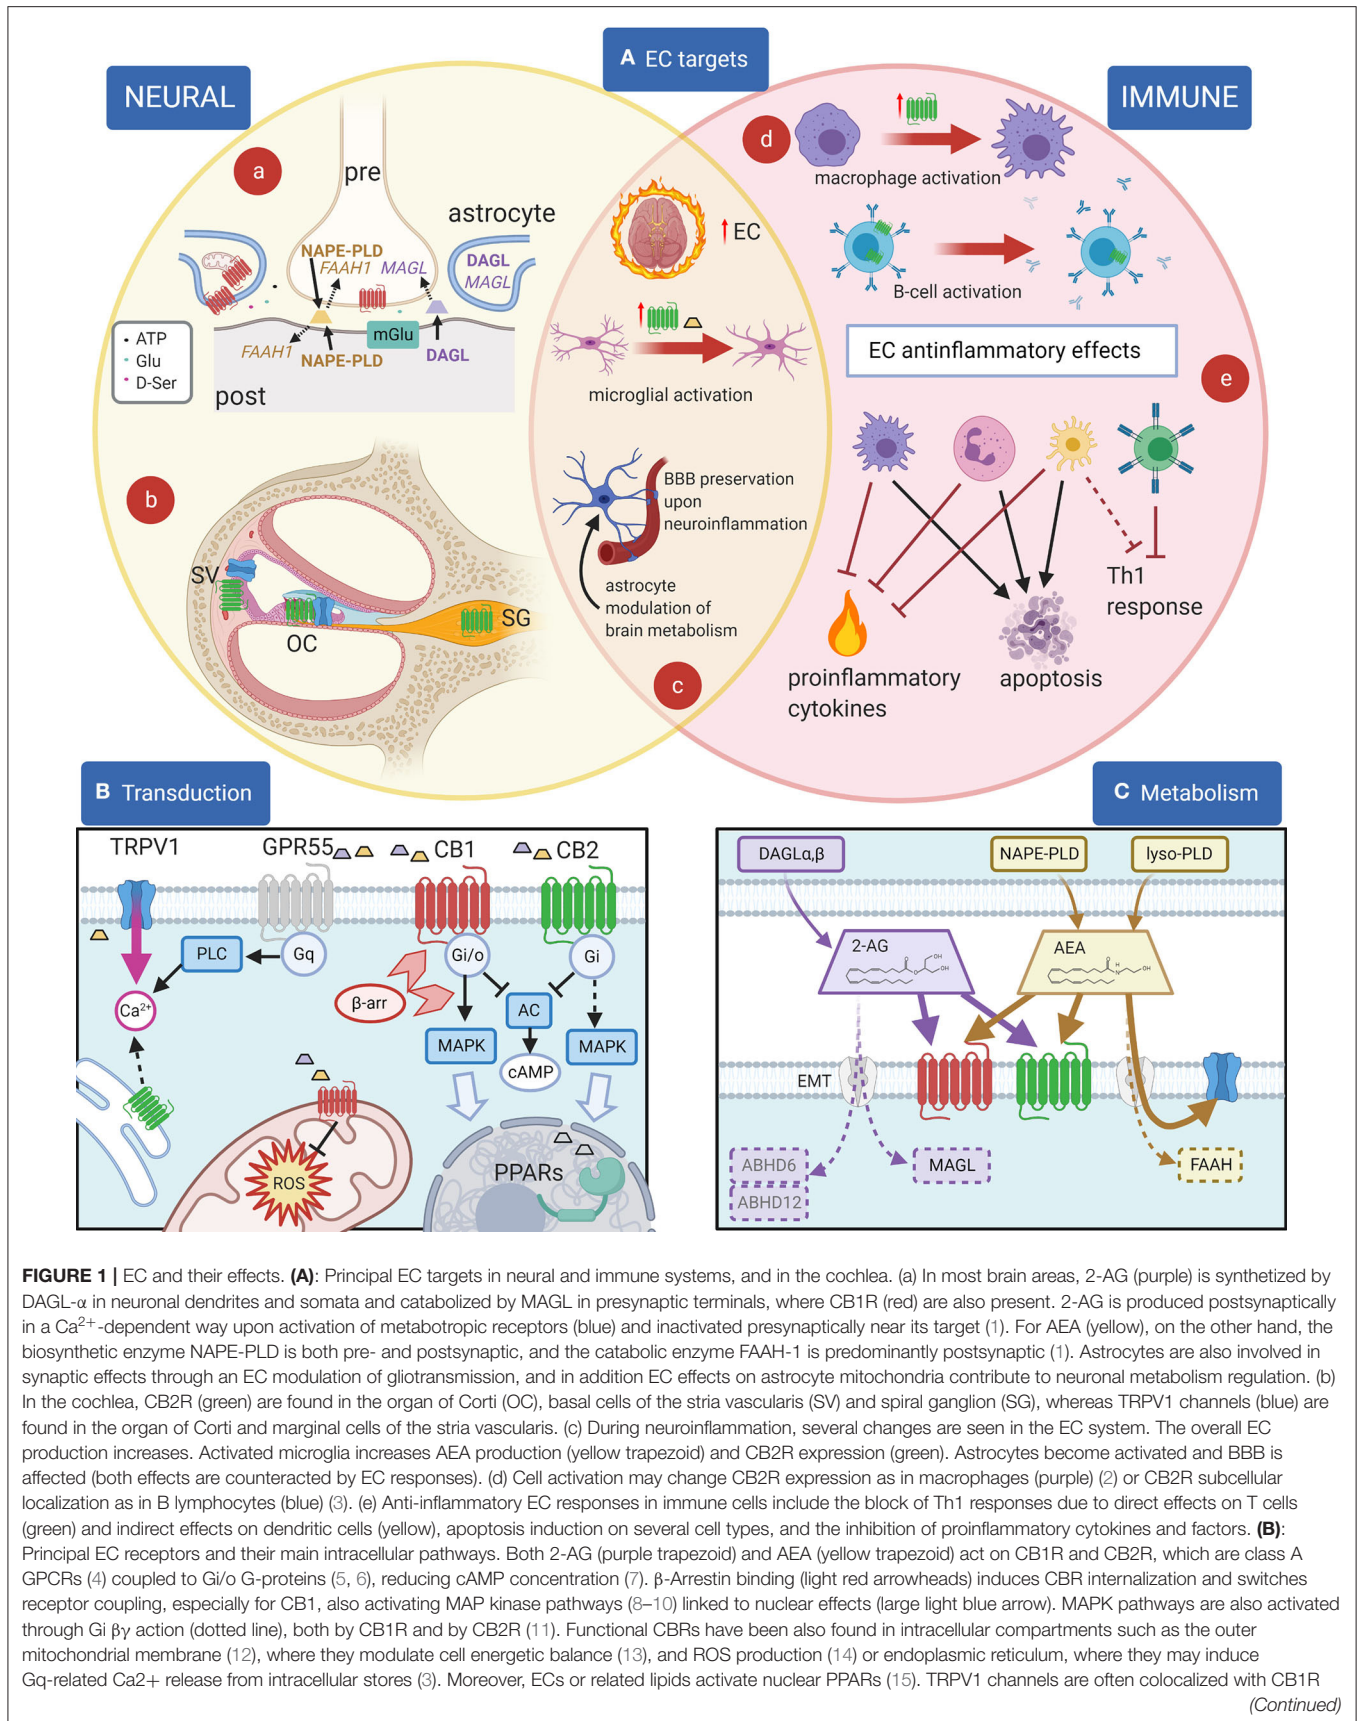 A EC targets
NEURAL
IMMUNE
a
pre
astrocyte
NAPE-PLD
FAAH1 MAGL
DAGL
MAGL
ATP
Glu
D-Ser
FAAH1
NAPE-PLD
mGlu
DAGL
post
b
SV
OC
SG
EC
microglial activation
BBB preservation
upon
neuroinflammation
astrocyte
modulation of
brain metabolism
c
d
macrophage activation
B-cell activation
EC antinflammatory effects
e
Th1
response
proinflammatory
cytokines
apoptosis
B Transduction
TRPV1
GPR55
CB1
CB2
PLC
Gq
Gi/o
Gi
Ca2+
β-arr
AC
MAPK
MAPK
cAMP
ROS
PPARs
C Metabolism
DAGLα,β
NAPE-PLD
lyso-PLD
2-AG
AEA
O
OH
O
OH
O
H
N
OH
EMT
ABHD6
ABHD12
MAGL
FAAH
FIGURE 1 | EC and their effects. (A): Principal EC targets in neural and immune systems, and in the cochlea. (a) In most brain areas, 2-AG (purple) is synthetized by
DAGL-α in neuronal dendrites and somata and catabolized by MAGL in presynaptic terminals, where CB1R (red) are also present. 2-AG is produced postsynaptically
in a Ca2+-dependent way upon activation of metabotropic receptors (blue) and inactivated presynaptically near its target (1). For AEA (yellow), on the other hand, the
biosynthetic enzyme NAPE-PLD is both pre- and postsynaptic, and the catabolic enzyme FAAH-1 is predominantly postsynaptic (1). Astrocytes are also involved in
synaptic effects through an EC modulation of gliotransmission, and in addition EC effects on astrocyte mitochondria contribute to neuronal metabolism regulation. (b)
In the cochlea, CB2R (green) are found in the organ of Corti (OC), basal cells of the stria vascularis (SV) and spiral ganglion (SG), whereas TRPV1 channels (blue) are
found in the organ of Corti and marginal cells of the stria vascularis. (c) During neuroinflammation, several changes are seen in the EC system. The overall EC
production increases. Activated microglia increases AEA production (yellow trapezoid) and CB2R expression (green). Astrocytes become activated and BBB is
affected (both effects are counteracted by EC responses). (d) Cell activation may change CB2R expression as in macrophages (purple) (2) or CB2R subcellular
localization as in B lymphocytes (blue) (3). (e) Anti-inflammatory EC responses in immune cells include the block of Th1 responses due to direct effects on T cells
(green) and indirect effects on dendritic cells (yellow), apoptosis induction on several cell types, and the inhibition of proinflammatory cytokines and factors. (B):
Principal EC receptors and their main intracellular pathways. Both 2-AG (purple trapezoid) and AEA (yellow trapezoid) act on CB1R and CB2R, which are class A
GPCRs (4) coupled to Gi/o G-proteins (5, 6), reducing cAMP concentration (7). β-Arrestin binding (light red arrowheads) induces CBR internalization and switches
receptor coupling, especially for CB1, also activating MAP kinase pathways (8–10) linked to nuclear effects (large light blue arrow). MAPK pathways are also activated
through Gi βγ action (dotted line), both by CB1R and by CB2R (11). Functional CBRs have been also found in intracellular compartments such as the outer
mitochondrial membrane (12), where they modulate cell energetic balance (13), and ROS production (14) or endoplasmic reticulum, where they may induce
Gq-related Ca2+ release from intracellular stores (3). Moreover, ECs or related lipids activate nuclear PPARs (15). TRPV1 channels are often colocalized with CB1R
(Continued)